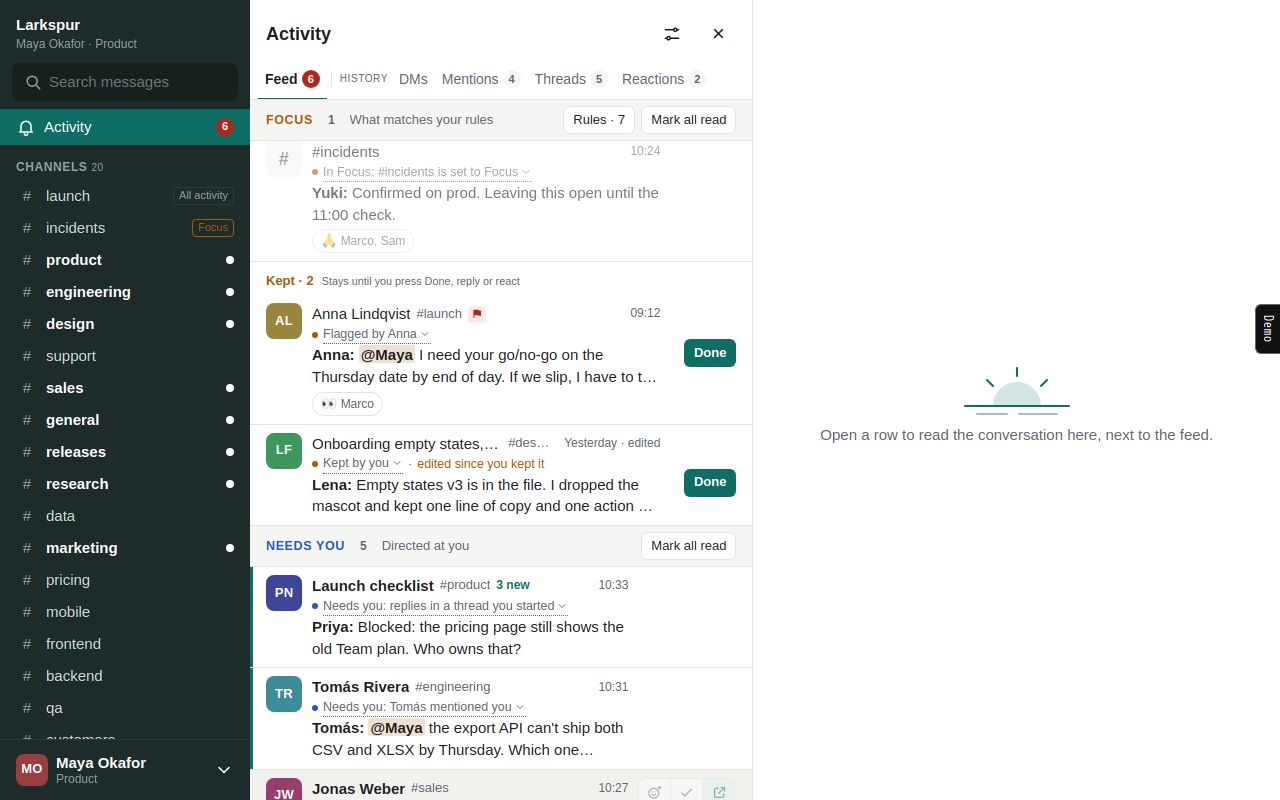 Larkspur
Maya Okafor · Product
Search messages
Activity 6
CHANNELS 20
# launch All activity
# incidents Focus
# product
# engineering
# design
# support
# sales
# general
# releases
# research
# data
# marketing
# pricing
# mobile
# frontend
# backend
# qa
# customers
MO Maya Okafor
Product
Activity
Feed 6 HISTORY DMs Mentions 4 Threads 5 Reactions 2
FOCUS 1 What matches your rules Rules · 7 Mark all read
# #incidents 10:24
In Focus: #incidents is set to Focus
Yuki: Confirmed on prod. Leaving this open until the
11:00 check.
🙏 Marco, Sam
Kept · 2 Stays until you press Done, reply or react
AL Anna Lindqvist #launch 09:12
Flagged by Anna
Anna: @Maya I need your go/no-go on the
Thursday date by end of day. If we slip, I have to t…
Done
👀 Marco
LF Onboarding empty states,… #des… Yesterday · edited
Kept by you · edited since you kept it
Lena: Empty states v3 is in the file. I dropped the
mascot and kept one line of copy and one action …
Done
NEEDS YOU 5 Directed at you Mark all read
PN Launch checklist #product 3 new 10:33
Needs you: replies in a thread you started
Priya: Blocked: the pricing page still shows the
old Team plan. Who owns that?
TR Tomás Rivera #engineering 10:31
Needs you: Tomás mentioned you
Tomás: @Maya the export API can't ship both
CSV and XLSX by Thursday. Which one…
JW Jonas Weber #sales 10:27
Open a row to read the conversation here, next to the feed.
Demo